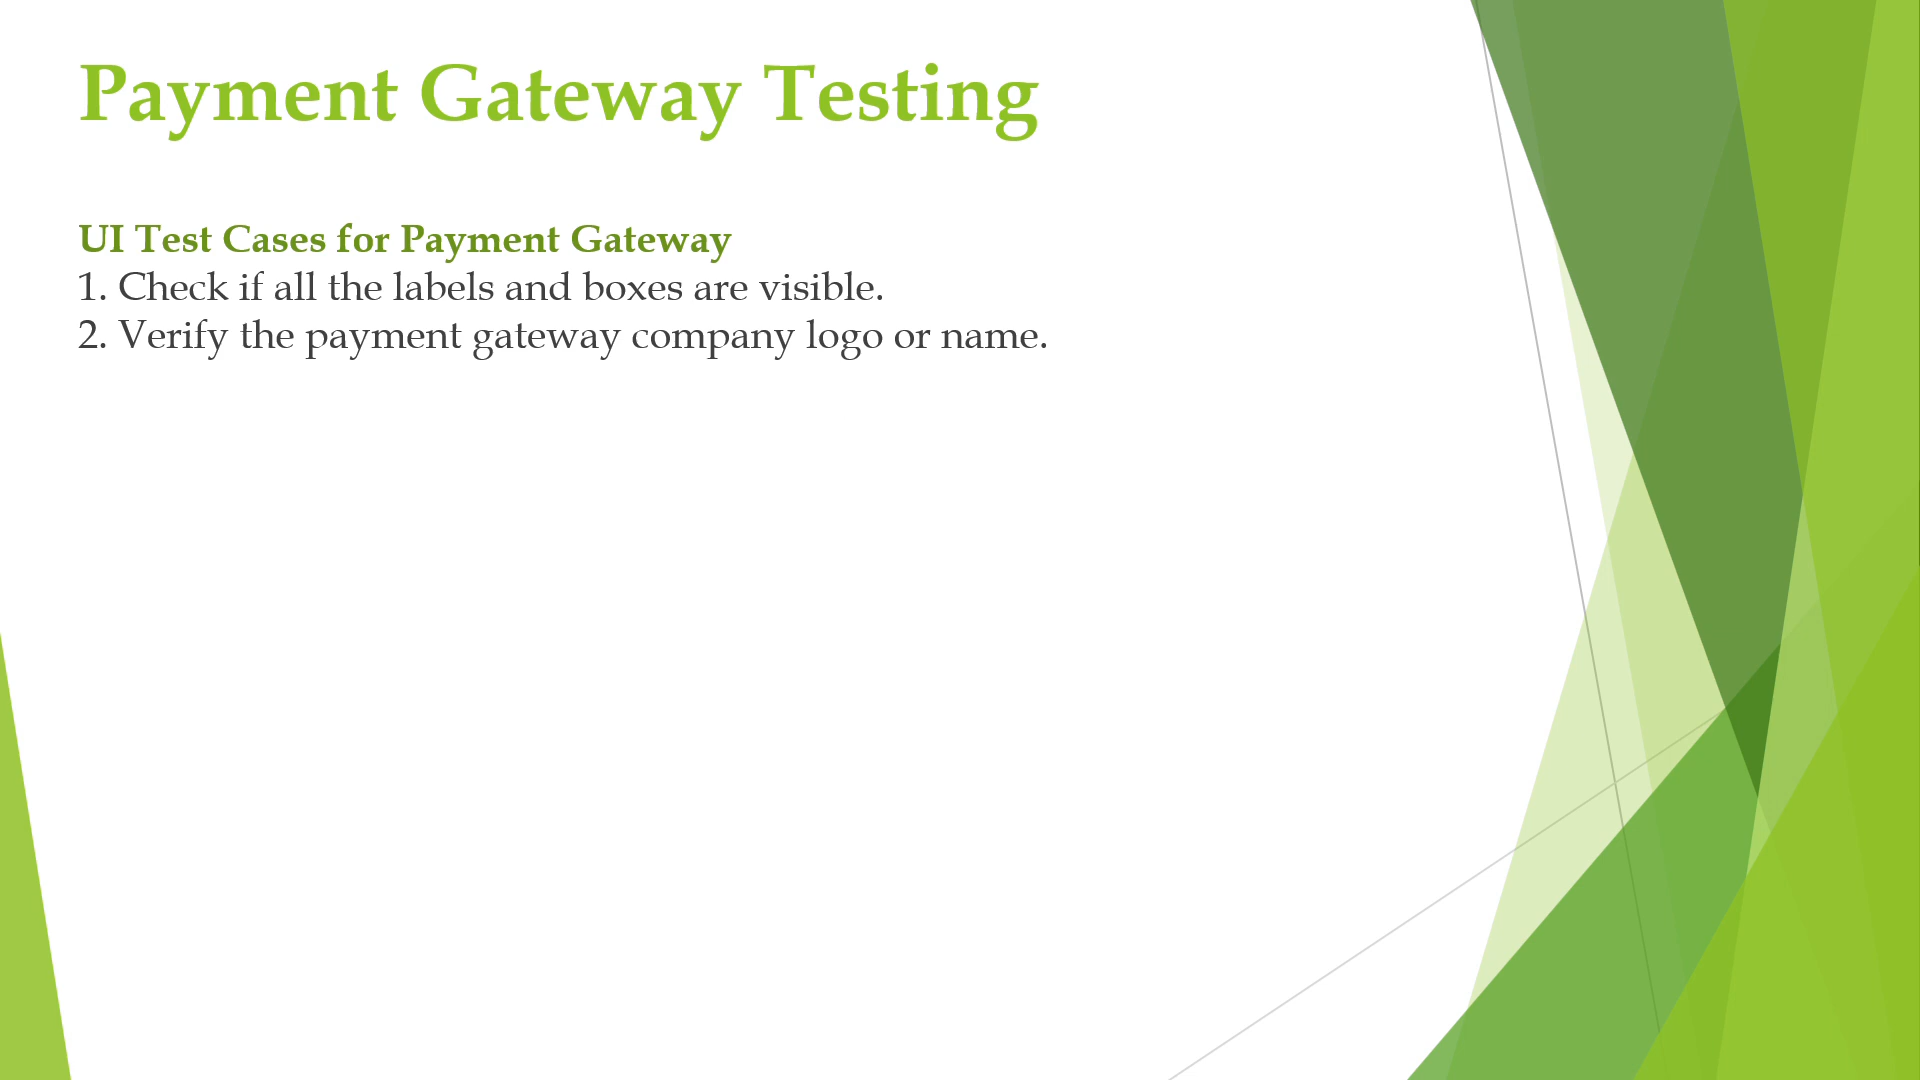 Payment Gateway Testing
UI Test Cases for Payment Gateway
1. Check if all the labels and boxes are visible.
2. Verify the payment gateway company logo or name.